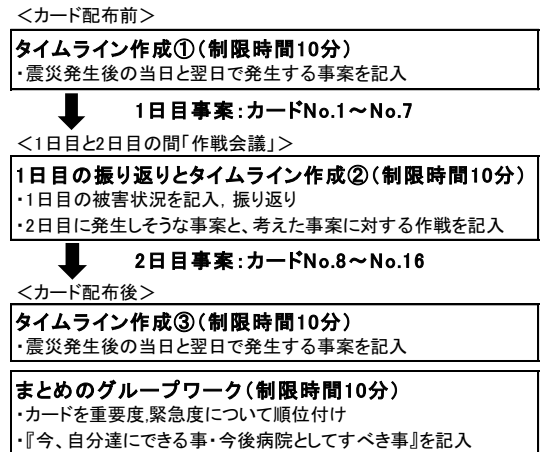 ＜カード配布前＞
タイムライン作成①(制限時間10分)
・震災発生後の当日と翌日で発生する事案を記入
1日目事案:カードNo.1～No.7
＜1日目と2日目の間「作戦会議」＞
1日目の振り返りとタイムライン作成②(制限時間10分)
・1日目の被害状況を記入, 振り返り
・2日目に発生しそうな事案と、考えた事案に対する作戦を記入
2日目事案:カードNo.8～No.16
＜カード配布後＞
タイムライン作成③(制限時間10分)
・震災発生後の当日と翌日で発生する事案を記入
まとめのグループワーク(制限時間10分)
・カードを重要度,緊急度について順位付け
・『今、自分達にできる事・今後病院としてすべき事』を記入